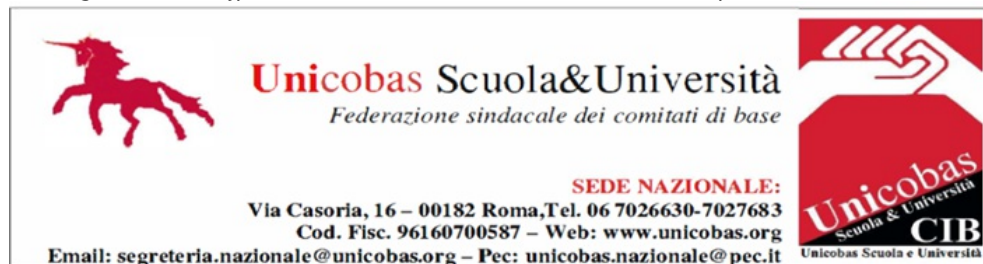 Unicobas Scuola&Università
Federazione sindacale dei comitati di base
SEDE NAZIONALE:
Via Casoria, 16 – 00182 Roma,Tel. 06 7026630-7027683
Cod. Fisc. 96160700587 – Web: www.unicobas.org
Email: segreteria.nazionale@unicobas.org – Pec: unicobas.nazionale@pec.it
Unicobas
Scuola & Università
CIB
Unicobas Scuola e Università